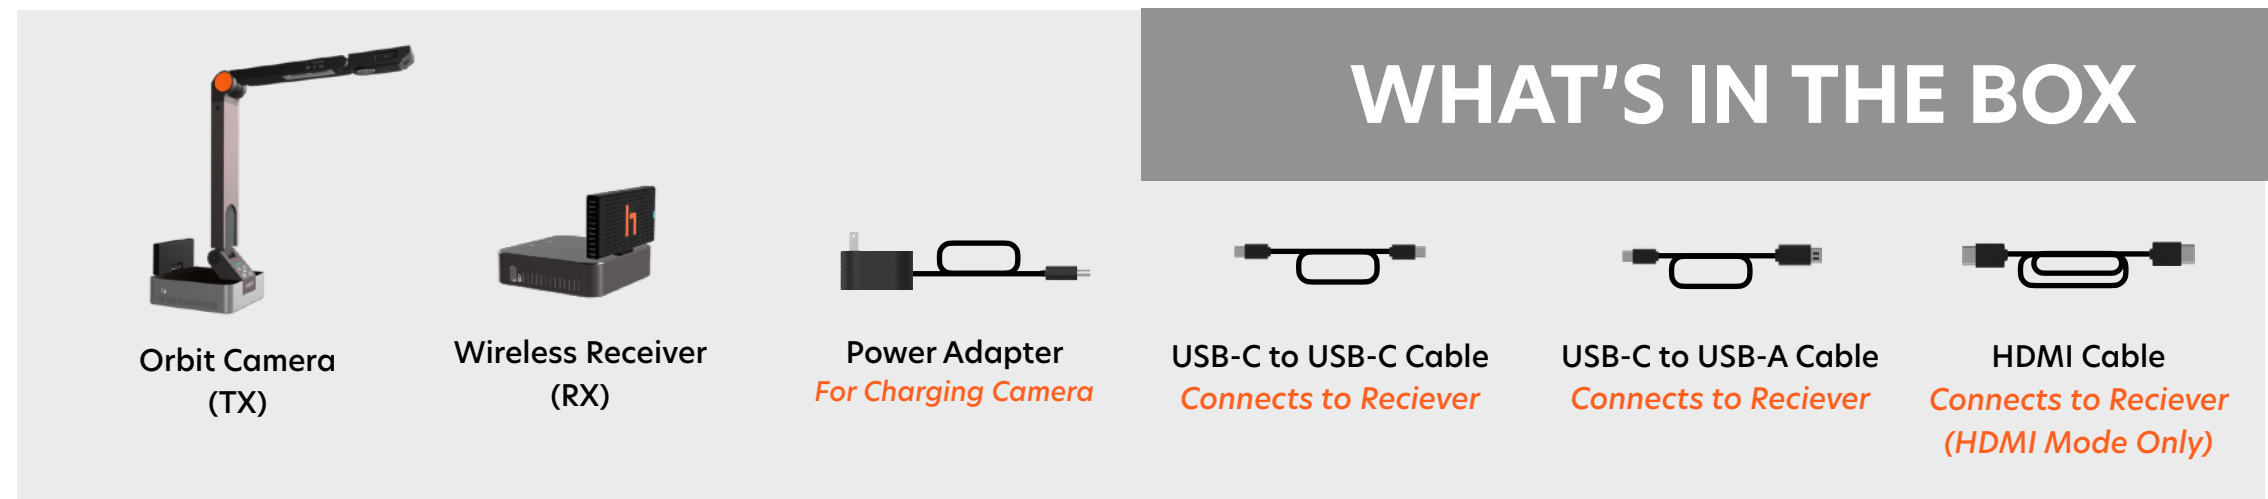 WHAT'S IN THE BOX
Orbit Camera
(TX)
Wireless Receiver
(RX)
Power Adapter
For Charging Camera
USB-C to USB-C Cable
Connects to Reciever
USB-C to USB-A Cable
Connects to Reciever
HDMI Cable
Connects to Reciever
(HDMI Mode Only)